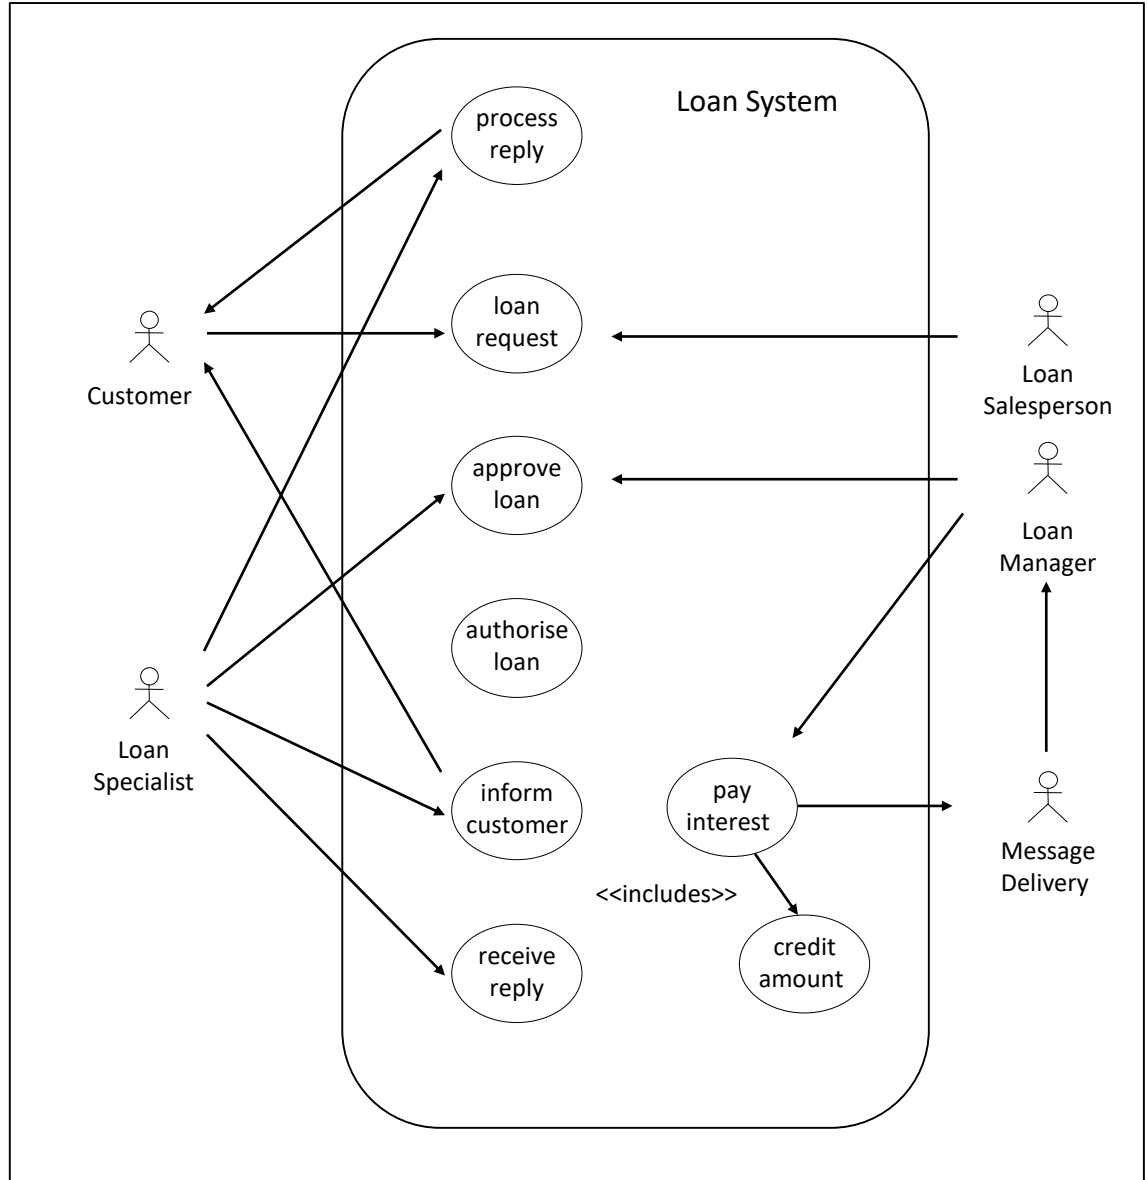 Loan System
process
reply
loan
request
Customer
Loan
Salesperson
approve
loan
Loan
Manager
authorise
loan
Loan
Specialist
inform
customer
pay
interest
Message
Delivery
<<includes>>
receive
reply
credit
amount